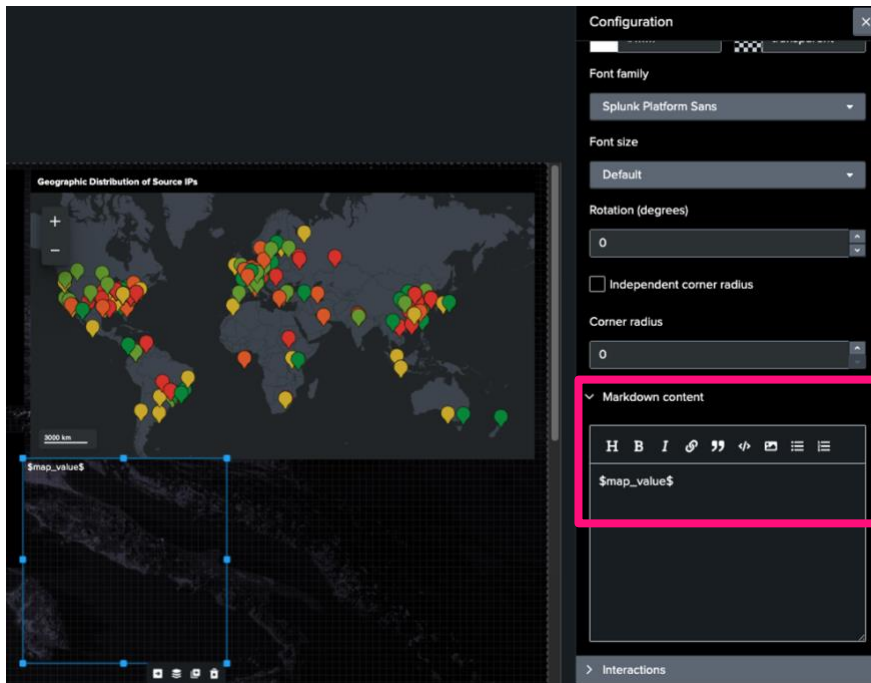 Configuration
Font family
Splunk Platform Sans
Font size
Default
Rotation (degrees)
0
Independent corner radius
Corner radius
0
Markdown content
H B I
$map_value$
Interactions
Geographic Distribution of Source IPs
+
−
3000 km
$map_value$